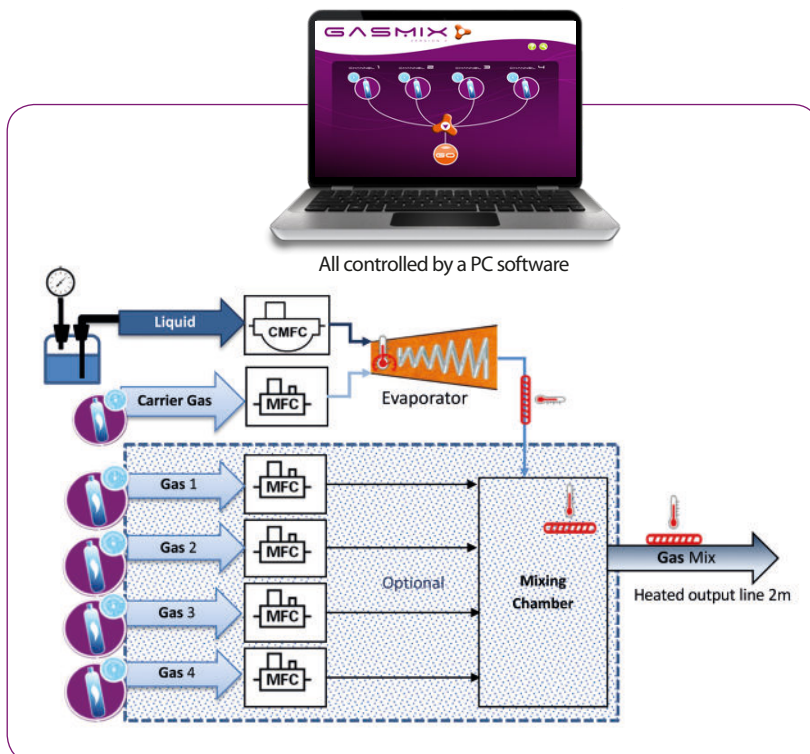 GASMIX
CHANNEL 1 CHANNEL 2 CHANNEL 3 CHANNEL 4
GO
All controlled by a PC software
Liquid
CMFC
Carrier Gas
MFC
Evaporator
Gas 1
MFC
Gas 2
MFC
Optional
Mixing
Chamber
Gas Mix
Heated output line 2m
Gas 3
MFC
Gas 4
MFC